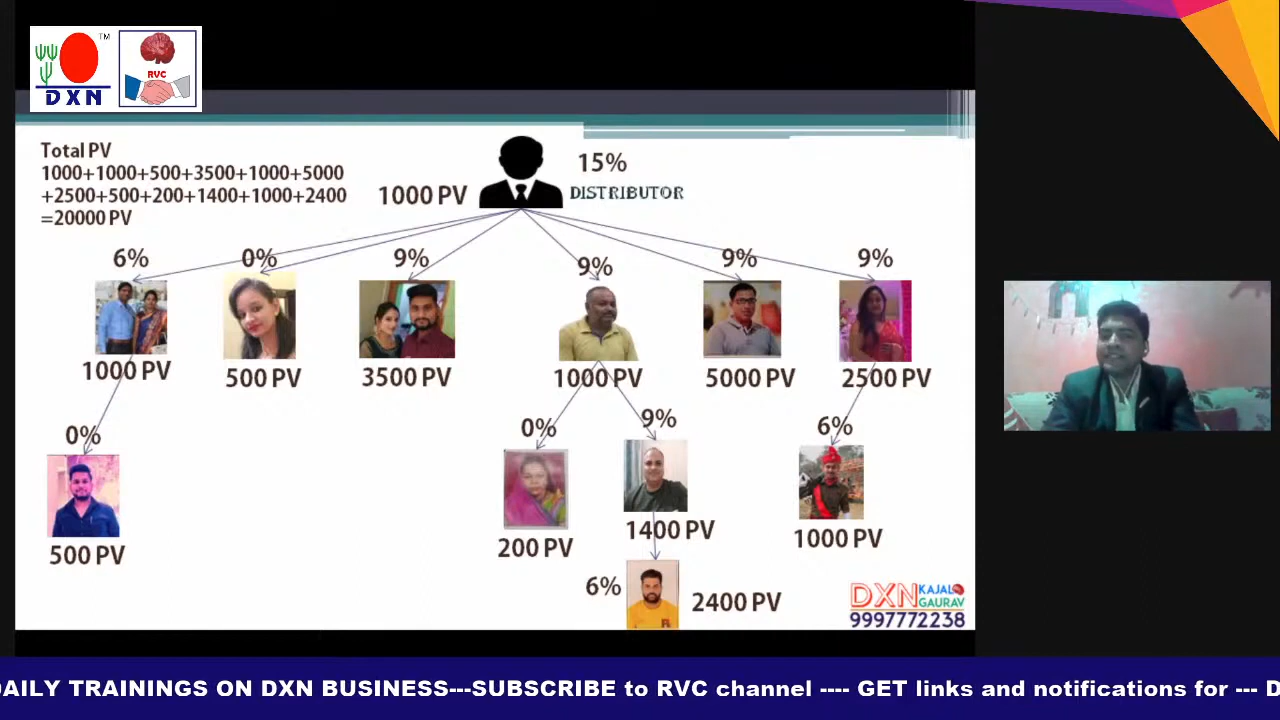 TM
DXN
RVC
Total PV
1000+1000+500+3500+1000+5000
+2500+500+200+1400+1000+2400
=20000 PV
1000 PV
15%
DISTRIBUTOR
6%
0%
9%
9%
9%
9%
1000 PV
500 PV
3500 PV
1000 PV
5000 PV
2500 PV
0%
0%
9%
6%
500 PV
200 PV
1400 PV
1000 PV
6%
2400 PV
DXN KAJAL
GAURAV
9997772238
DAILY TRAININGS ON DXN BUSINESS---SUBSCRIBE to RVC channel ---- GET links and notifications for --- D